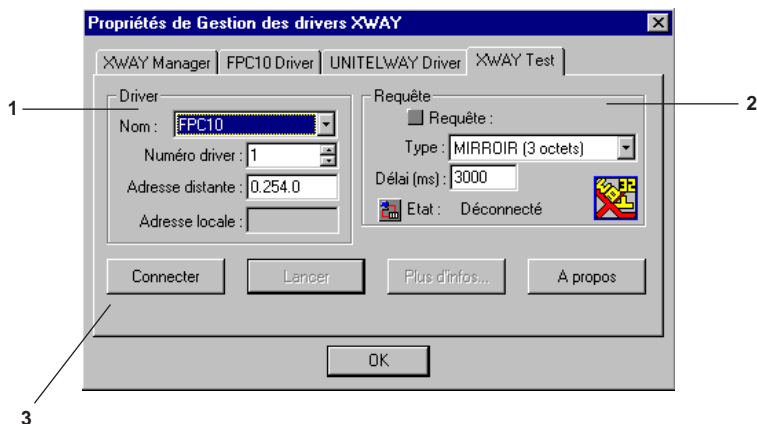 Propriétés de Gestion des drivers XWAY
XWAY Manager
FPC10 Driver
UNITELWAY Driver
XWAY Test
1
Driver
Nom : FPC10
Numéro driver : 1
Adresse distante : 0.254.0
Adresse locale :
2
Requête
Requête :
Type : MIRROIR (3 octets)
Délai (ms) : 3000
Etat : Déconnecté
32
Connecter
Lancer
Plus d'infos...
A propos
3
OK